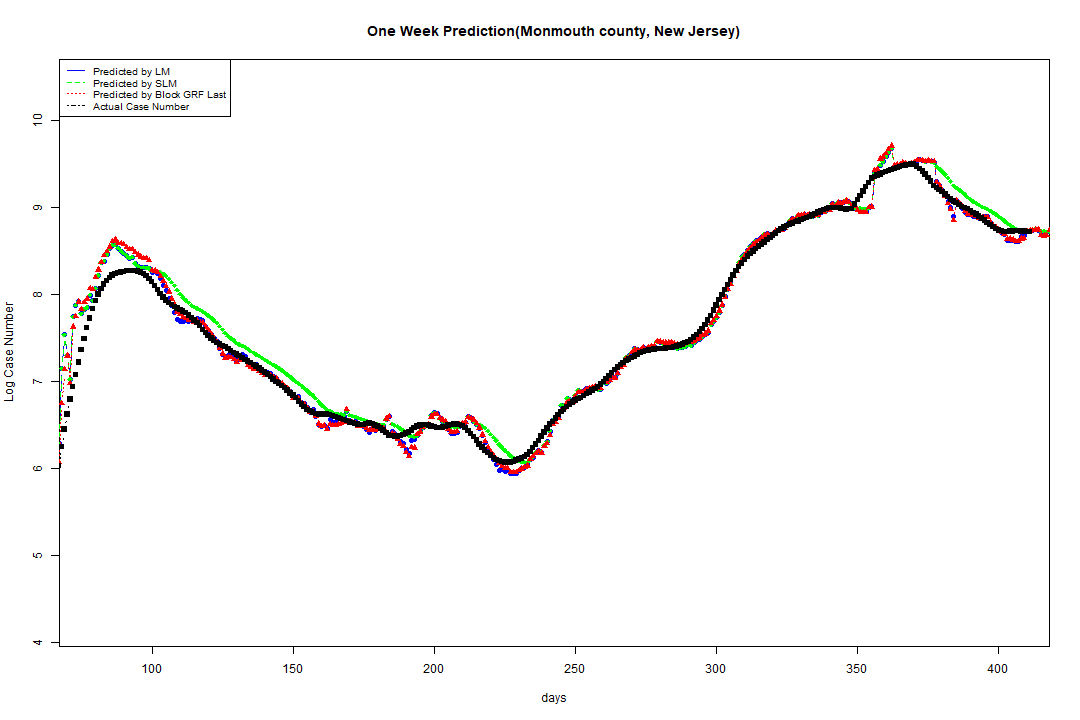 One Week Prediction(Monmouth county, New Jersey)
Predicted by LM
Predicted by SLM
Predicted by Block GRF Last
Actual Case Number
Log Case Number
10
9
8
7
6
5
4
100 150 200 250 300 350 400
days